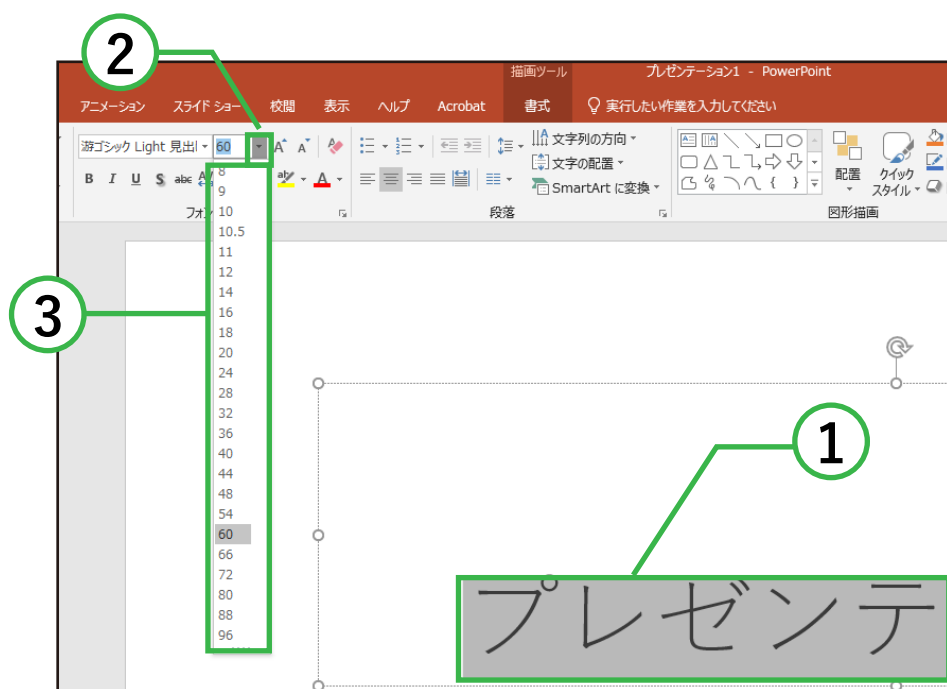 2
描画ツール
プレゼンテーション1 - PowerPoint
アニメーション スライド ショー 校閲 表示 ヘルプ Acrobat 書式 実行したい作業を入力してください
游ゴシック Light 見出し 60 A A 文字列の方向
文字の配置
SmartArt に変換
B I U S abc A
配置
クイック
スタイル
段落
図形描画
8
9
10
10.5
11
12
14
16
18
20
24
28
32
36
40
44
48
54
60
66
72
80
88
96
3
1
プレゼンテ